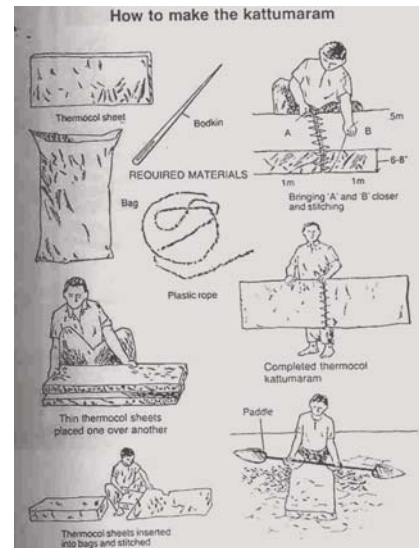 How to make the kattumaram
Thermocol sheet
Bodkin
Bag
REQUIRED MATERIALS
Plastic rope
Thin thermocol sheets
placed one over another
Thermocol sheets inserted
into bags and stitched
A
B
.5m
6-8"
1m
1m
Bringing 'A' and 'B' closer
and stitching
Completed thermocol
kattumaram
Paddle